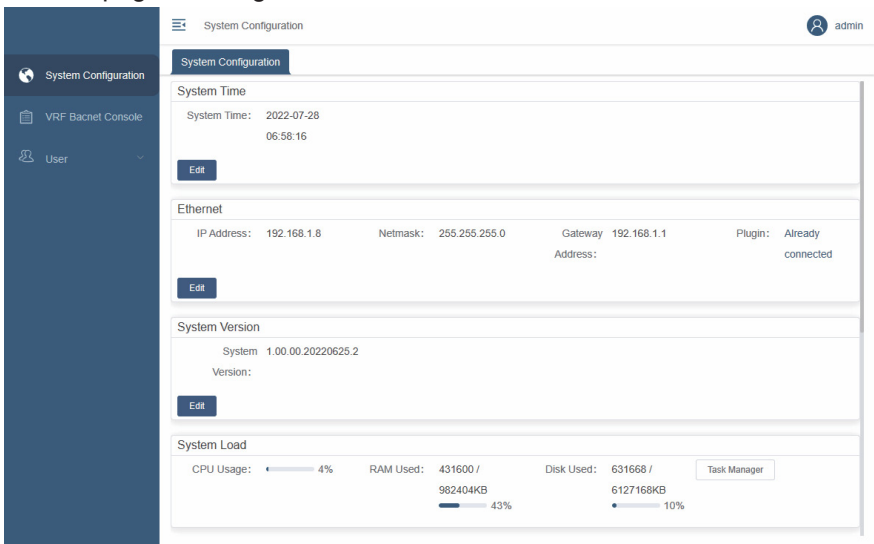 System Configuration
admin
System Configuration
VRF Bacnet Console
User
System Configuration
System Time
System Time: 2022-07-28
06:58:16
Edit
Ethernet
IP Address: 192.168.1.8 Netmask: 255.255.255.0 Gateway 192.168.1.1 Plugin: Already
Address: connected
Edit
System Version
System 1.00.00.20220625.2
Version:
Edit
System Load
CPU Usage: 4% RAM Used: 431600 / Disk Used: 631668 / Task Manager
982404KB 6127168KB
43% 10%